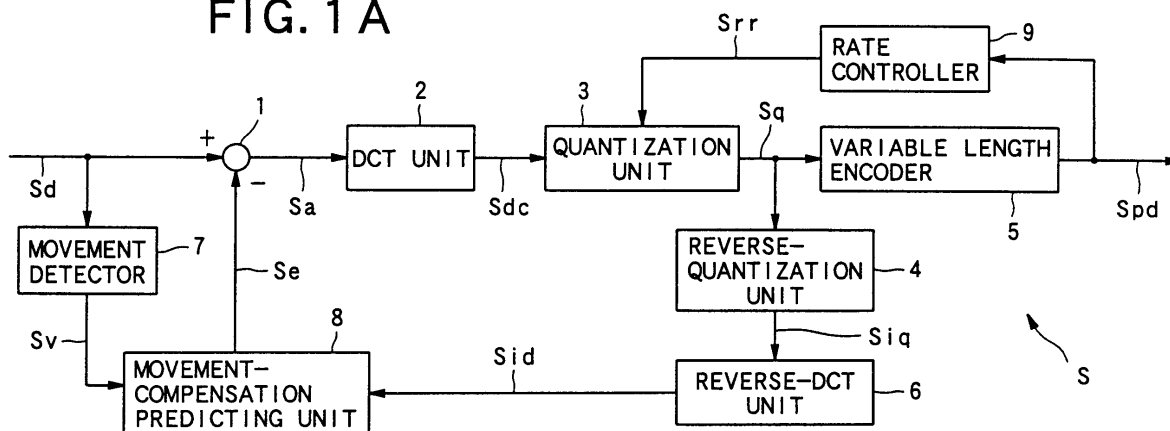 FIG. 1A
Srr
RATE
CONTROLLER
9
1
2
3
Sq
+
DCT UNIT
QUANTIZATION
UNIT
VARIABLE LENGTH
ENCODER
Sd
-
Sa
Sdc
5
Spd
MOVEMENT
DETECTOR
7
Se
REVERSE-
QUANTIZATION
UNIT
4
Sv
8
Sid
Siq
MOVEMENT-
COMPENSATION
PREDICTING UNIT
REVERSE-DCT
UNIT
6
S